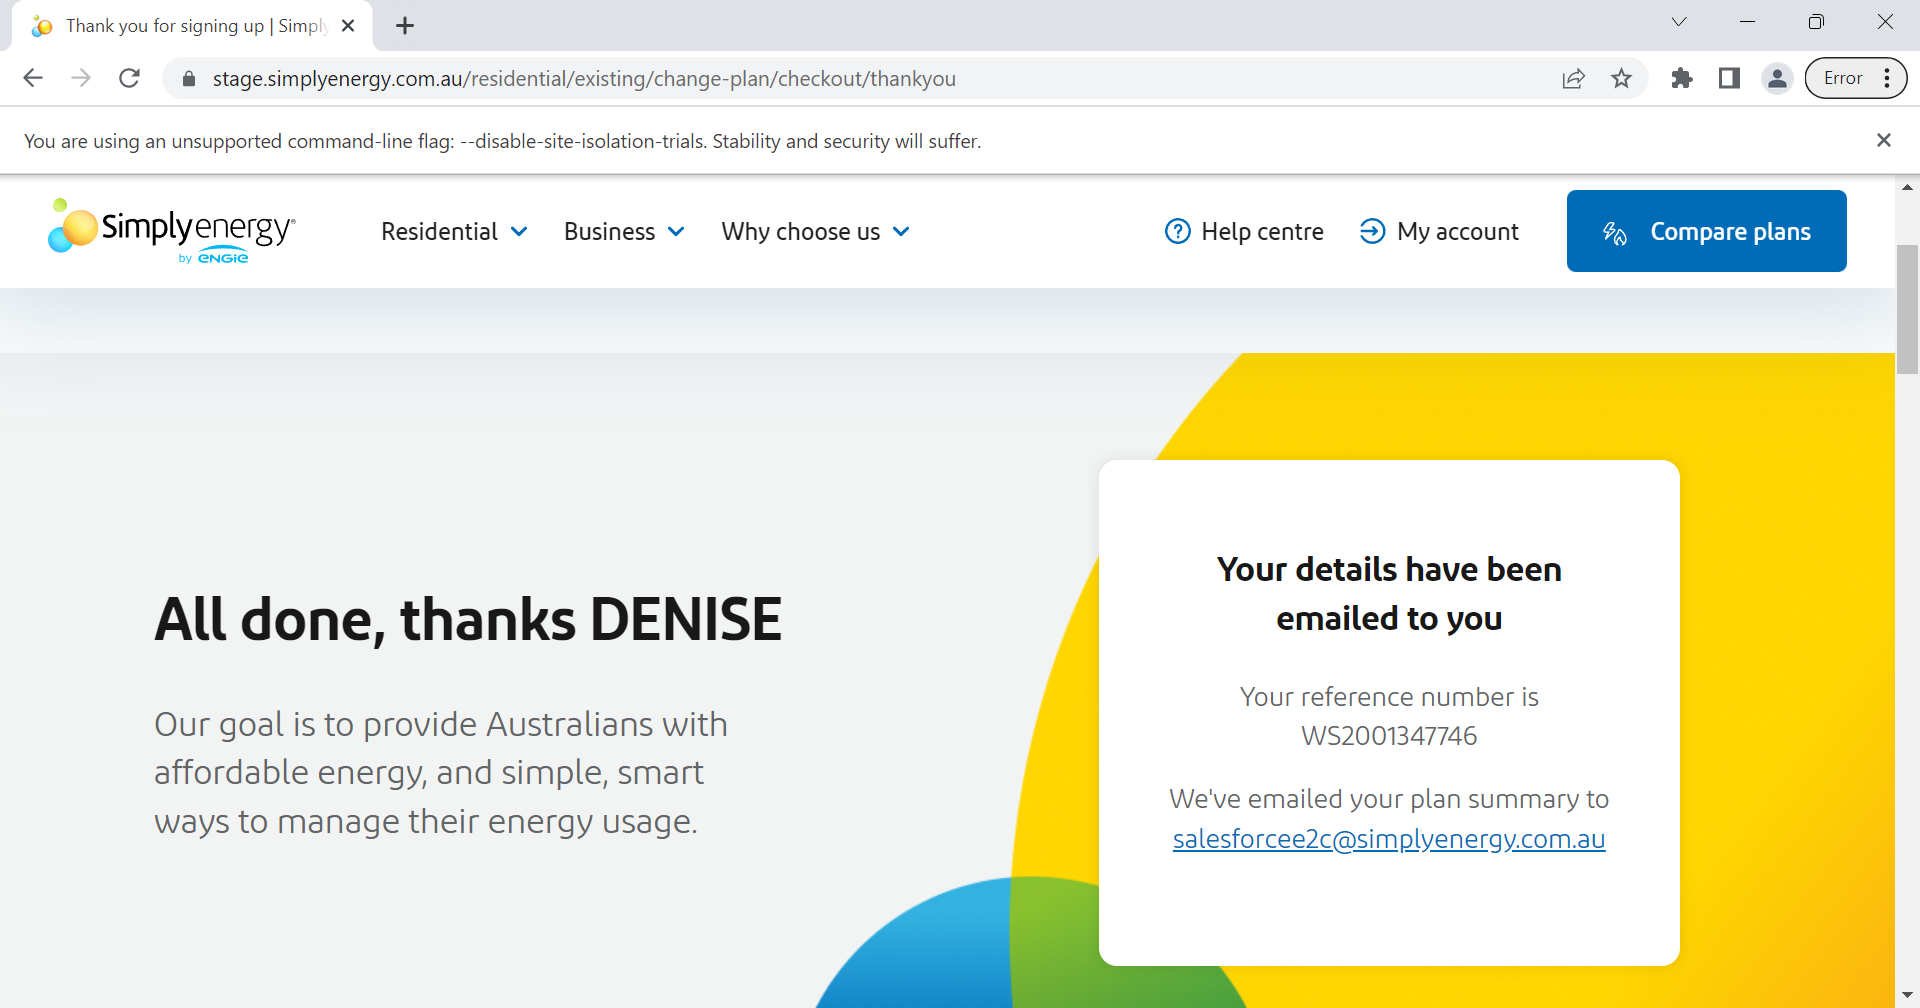 Thank you for signing up | Simply
stage.simplyenergy.com.au/residential/existing/change-plan/checkout/thankyou
Error
You are using an unsupported command-line flag: --disable-site-isolation-trials. Stability and security will suffer.
Simplyenergy®
by ENGIE
Residential
Business
Why choose us
Help centre
My account
Compare plans
All done, thanks DENISE
Our goal is to provide Australians with
affordable energy, and simple, smart
ways to manage their energy usage.
Your details have been
emailed to you
Your reference number is
WS2001347746
We've emailed your plan summary to
salesforcee2c@simplyenergy.com.au